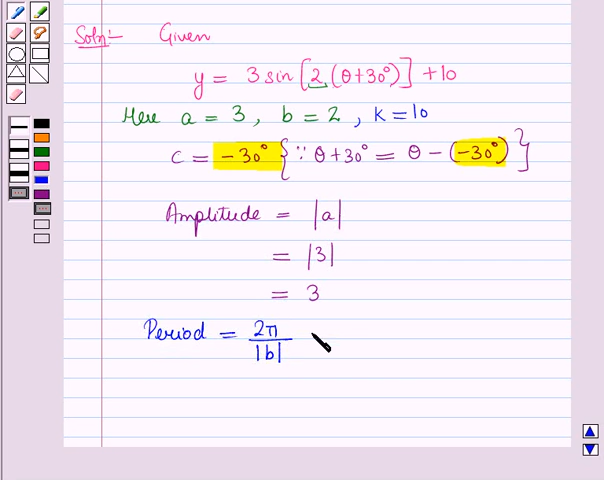 Soln:- Given
y = 3 sin [2 (θ+30°)] + 10
Here a = 3, b = 2, K = 10
c = -30° {∵ θ+30° = θ - (-30°)}
Amplitude = |a|
= |3|
= 3
Period = 2π/|b|